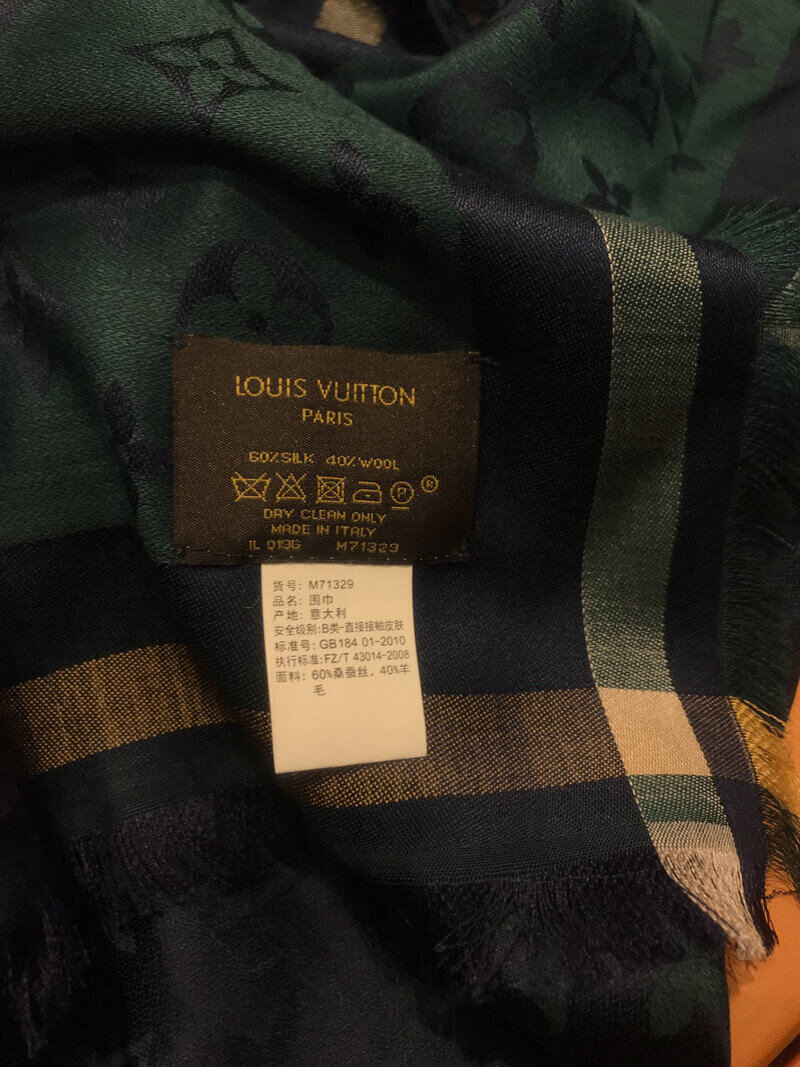 LOUIS VUITTON
PARIS
60%SILK 40%WOOL
P ®
DRY CLEAN ONLY
MADE IN ITALY
IL 0196 M71329
货号: M71329
品名: 围巾
产地: 意大利
安全级别:B类-直接接触皮肤
标准号: GB184 01-2010
执行标准:FZ/T 43014-2008
面料: 60%桑蚕丝, 40%羊
毛